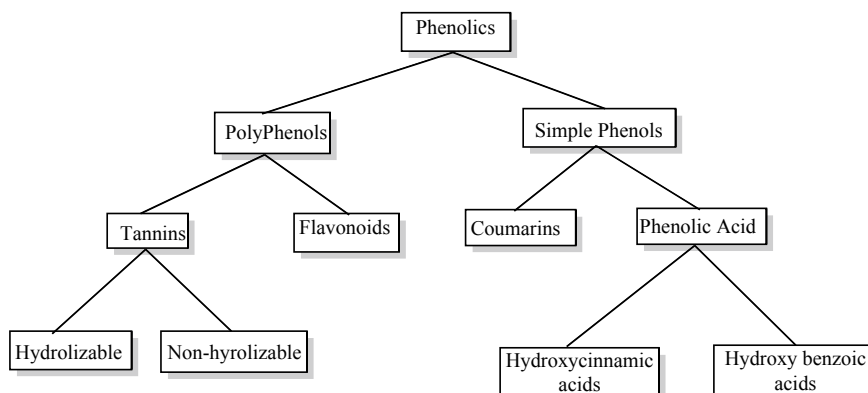 Phenolics
PolyPhenols
Simple Phenols
Tannins
Flavonoids
Coumarins
Phenolic Acid
Hydrolizable
Non-hyrolizable
Hydroxycinnamic
acids
Hydroxy benzoic
acids